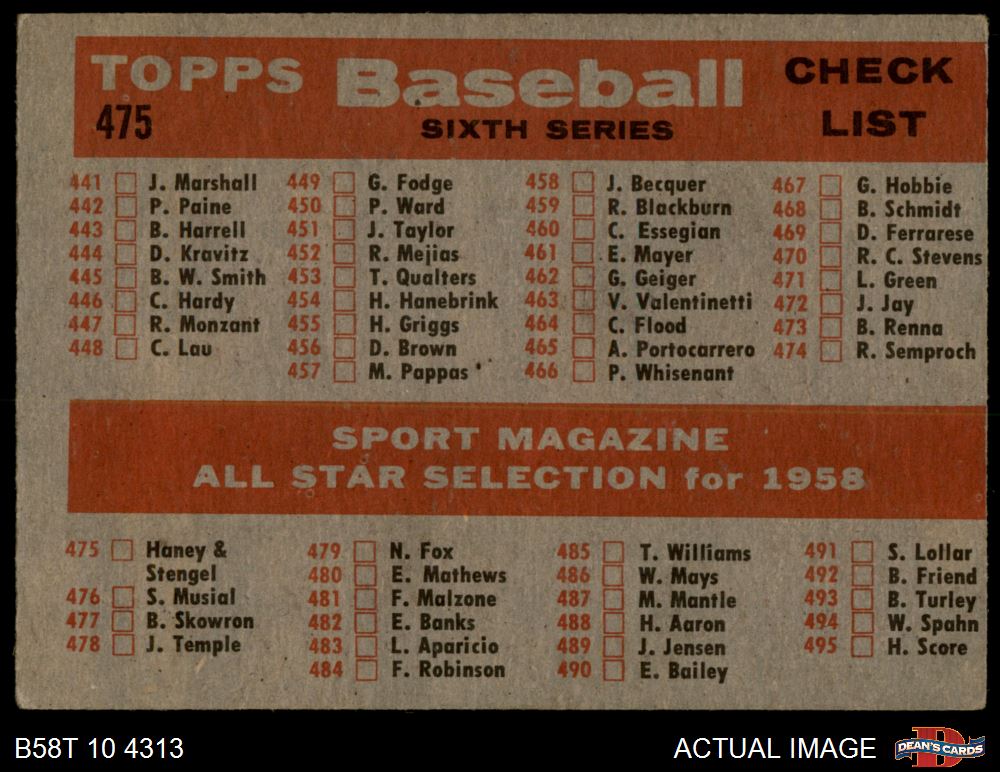 TOPPS Baseball CHECK
475 SIXTH SERIES LIST
441 J. Marshall
442 P. Paine
443 B. Harrell
444 D. Kravitz
445 B. W. Smith
446 C. Hardy
447 R. Monzant
448 C. Lau
449 G. Fodge
450 P. Ward
451 J. Taylor
452 R. Mejias
453 T. Qualters
454 H. Hanebrink
455 H. Griggs
456 D. Brown
457 M. Pappas
458 J. Becquer
459 R. Blackburn
460 C. Essegian
461 E. Mayer
462 G. Geiger
463 V. Valentinetti
464 C. Flood
465 A. Portocarrero
466 P. Whisenant
467 G. Hobbie
468 B. Schmidt
469 D. Ferrarese
470 R. C. Stevens
471 L. Green
472 J. Jay
473 B. Renna
474 R. Semproch
SPORT MAGAZINE
ALL STAR SELECTION for 1958
475 Haney &
Stengel
476 S. Musial
477 B. Skowron
478 J. Temple
479 N. Fox
480 E. Mathews
481 F. Malzone
482 E. Banks
483 L. Aparicio
484 F. Robinson
485 T. Williams
486 W. Mays
487 M. Mantle
488 H. Aaron
489 J. Jensen
490 E. Bailey
491 S. Lollar
492 B. Friend
493 B. Turley
494 W. Spahn
495 H. Score
B58T 10 4313
ACTUAL IMAGE
D
DEAN'S CARDS